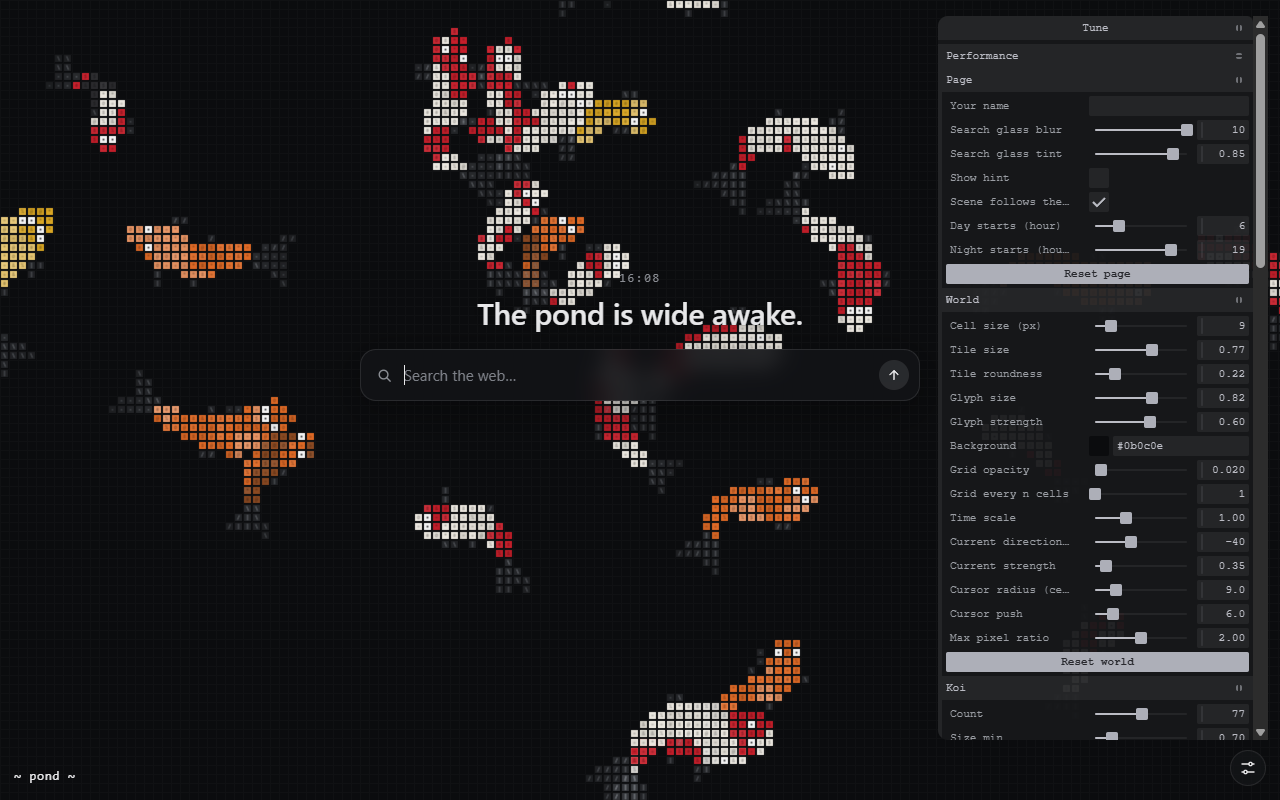 Tune
Performance
Page
Your name
Search glass blur 10
Search glass tint 0.85
Show hint
Scene follows the…
Day starts (hour) 6
Night starts (hou… 19
Reset page
16:08
The pond is wide awake.
Search the web...
World
Cell size (px) 9
Tile size 0.77
Tile roundness 0.22
Glyph size 0.82
Glyph strength 0.60
Background #0b0c0e
Grid opacity 0.020
Grid every n cells 1
Time scale 1.00
Current direction… -40
Current strength 0.35
Cursor radius (ce… 9.0
Cursor push 6.0
Max pixel ratio 2.00
Reset world
Koi
Count 77
Size min 0.70
~ pond ~